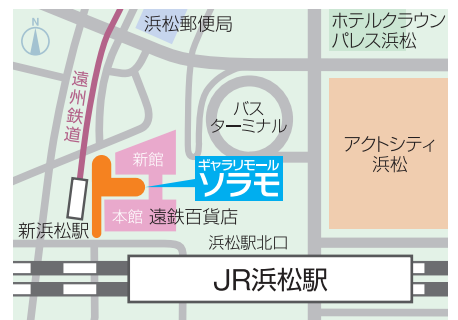 N
浜松郵便局
ホテルクラウン
パレス浜松
遠州鉄道
バス
ターミナル
アクトシティ
浜松
新館
ギャラリモール
ソラモ
本館
遠鉄百貨店
新浜松駅
浜松駅北口
JR浜松駅